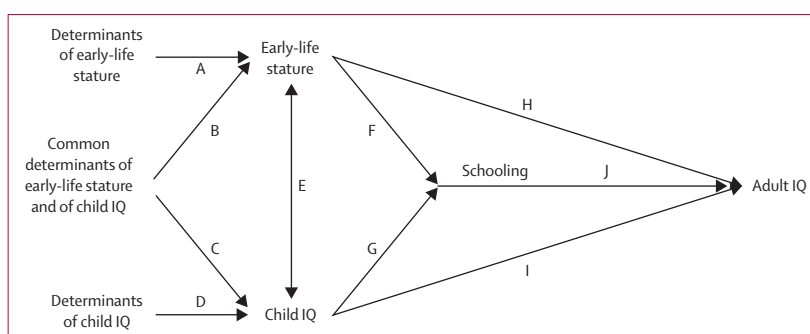 Determinants
of early-life
stature
A
Early-life
stature
H
B
F
Common
determinants of
early-life stature
and of child IQ
E
Schooling
J
Adult IQ
C
G
I
Determinants
of child IQ
D
Child IQ